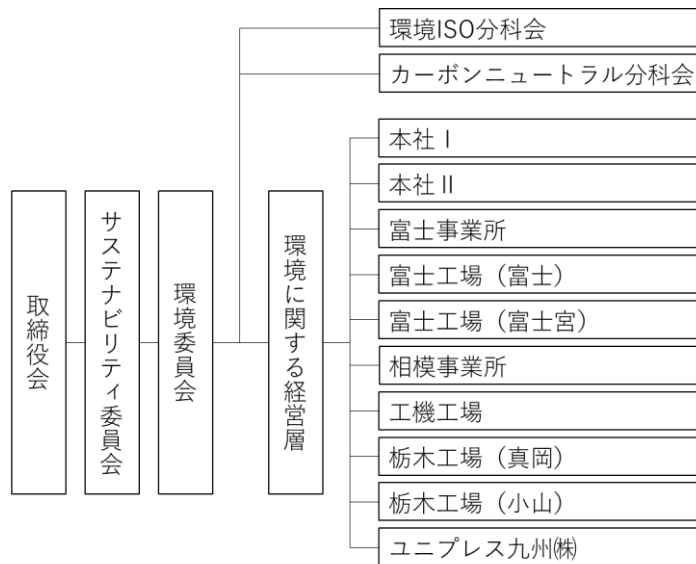 取締役会
サステナビリティ委員会
環境委員会
環境に関する経営層
環境ISO分科会
カーボンニュートラル分科会
本社Ⅰ
本社Ⅱ
富士事業所
富士工場（富士）
富士工場（富士宮）
相模事業所
工機工場
栃木工場（真岡）
栃木工場（小山）
ユニプレス九州㈱